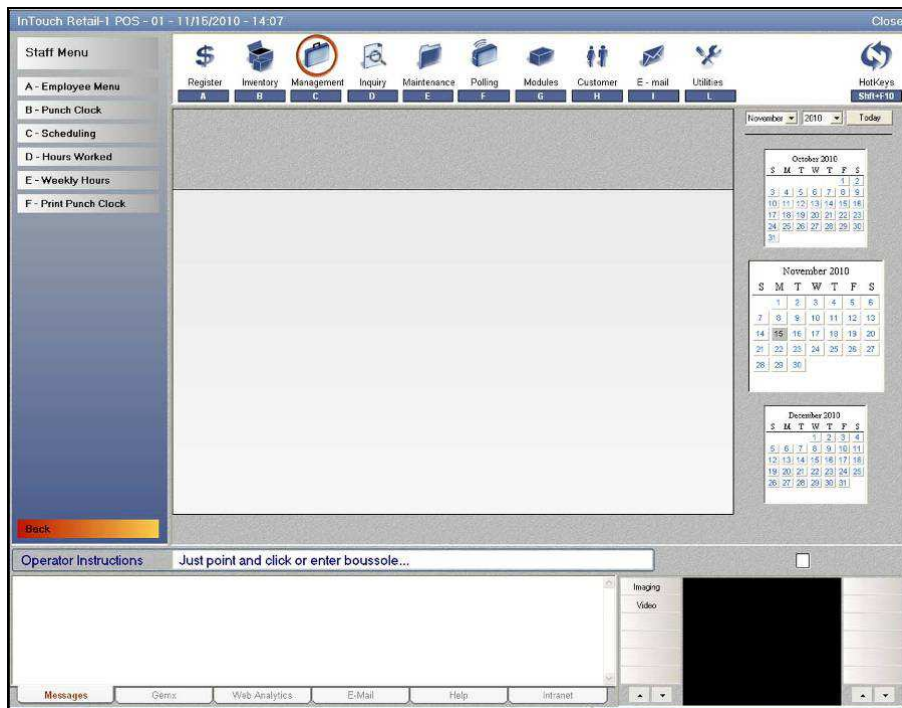 InTouch Retail-1 POS - 01 - 11/15/2010 - 14:07 Close
Staff Menu
A - Employee Menu
B - Punch Clock
C - Scheduling
D - Hours Worked
E - Weekly Hours
F - Print Punch Clock
Back
Register Inventory Management Inquiry Maintenance Polling Modules Customer E - mail Utilities HotKeys
A B C D E F G H I L Shft+F10
November 2010 Today
October 2010
S M T W T F S
1 2
3 4 5 6 7 8 9
10 11 12 13 14 15 16
17 18 19 20 21 22 23
24 25 26 27 28 29 30
31
November 2010
S M T W T F S
1 2 3 4 5 6
7 8 9 10 11 12 13
14 15 16 17 18 19 20
21 22 23 24 25 26 27
28 29 30
December 2010
S M T W T F S
1 2 3 4
5 6 7 8 9 10 11
12 13 14 15 16 17 18
19 20 21 22 23 24 25
26 27 28 29 30 31
Operator Instructions Just point and click or enter boussole...
Imaging
Video
Messages Gemx Web Analytics E-Mail Help Intranet